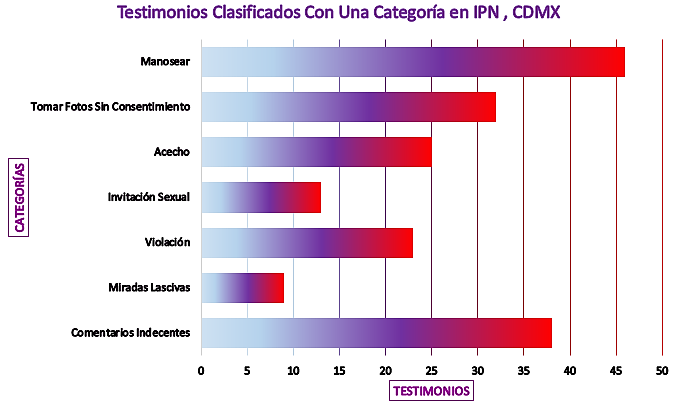 Testimonios Clasificados Con Una Categoría en IPN , CDMX
Manosear
Tomar Fotos Sin Consentimiento
Acecho
Invitación Sexual
Violación
Miradas Lascivas
Comentarios Indecentes
CATEGORÍAS
0 5 10 15 20 25 30 35 40 45 50
TESTIMONIOS